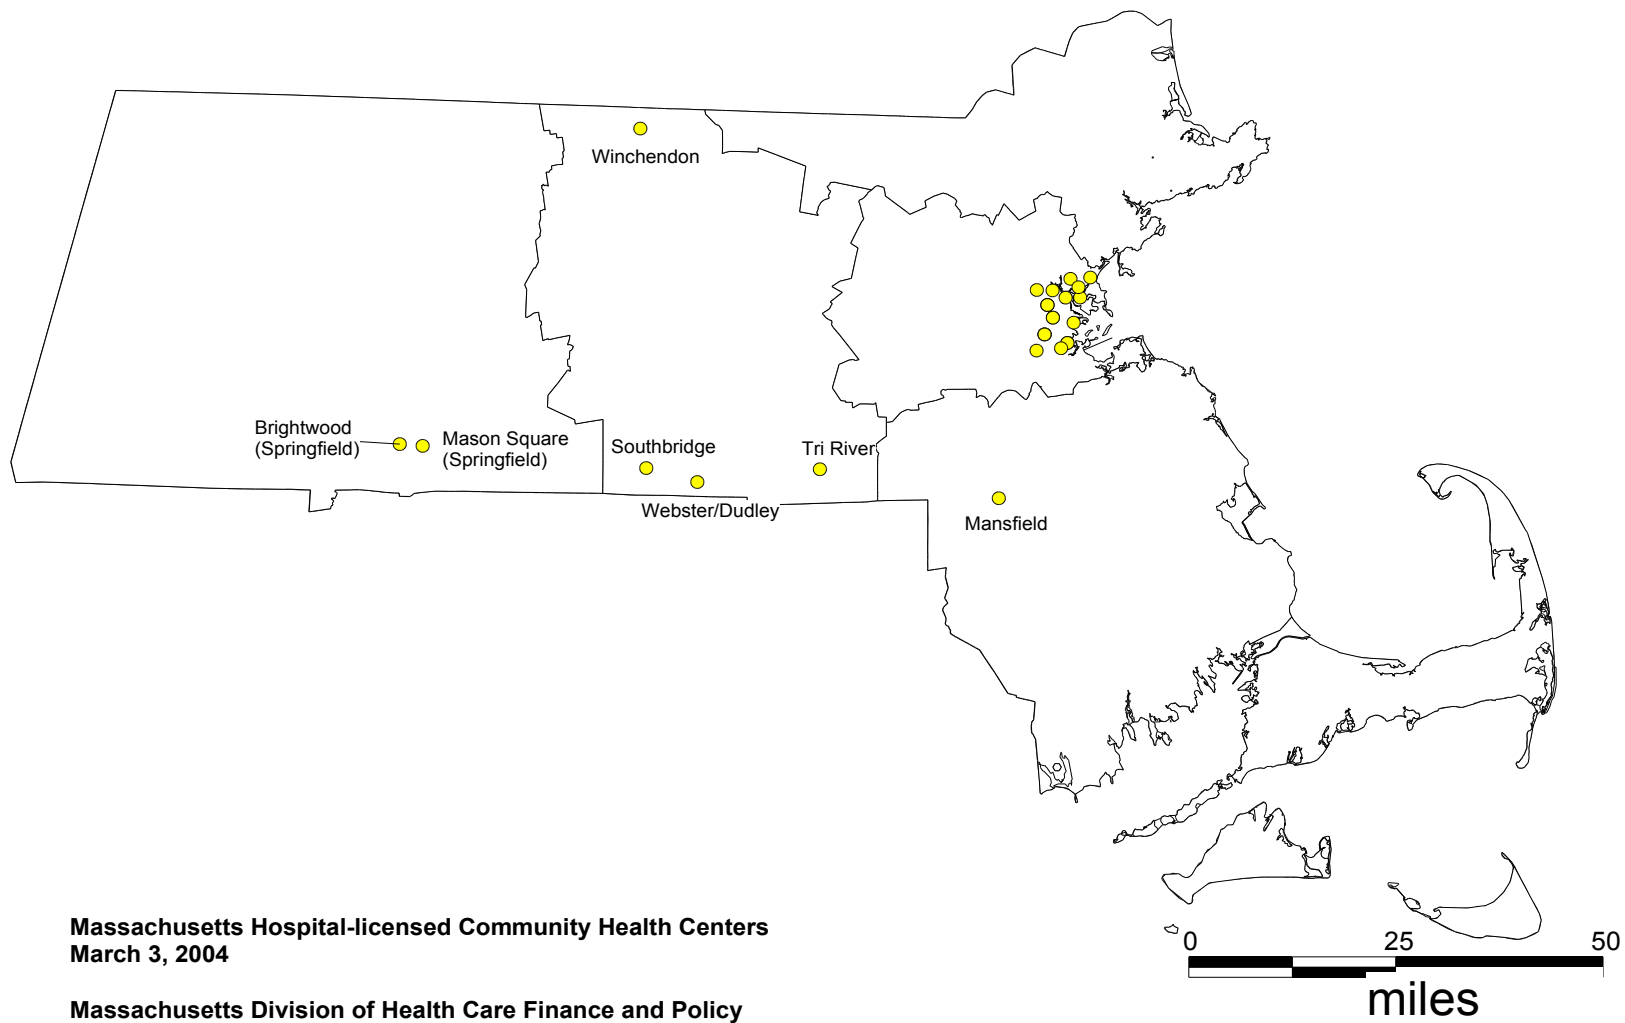 Winchendon
Brightwood
(Springfield)
Mason Square
(Springfield)
Southbridge
Tri River
Webster/Dudley
Mansfield
Massachusetts Hospital-licensed Community Health Centers
March 3, 2004
Massachusetts Division of Health Care Finance and Policy
0 25 50
miles